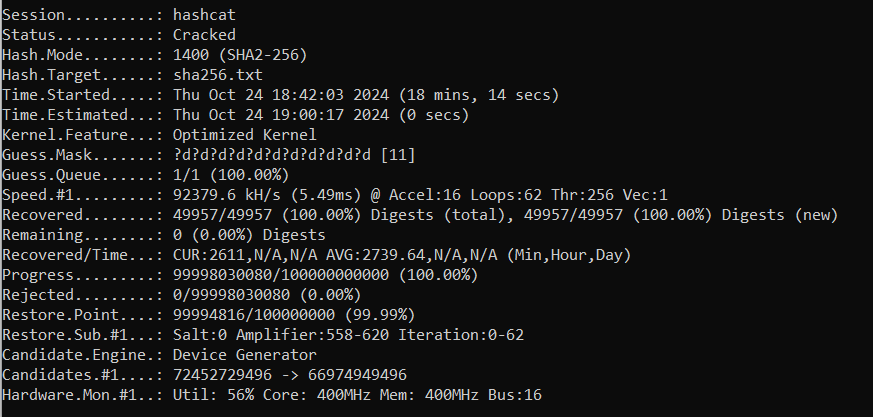 Session..........: hashcat
Status...........: Cracked
Hash.Mode........: 1400 (SHA2-256)
Hash.Target......: sha256.txt
Time.Started.....: Thu Oct 24 18:42:03 2024 (18 mins, 14 secs)
Time.Estimated...: Thu Oct 24 19:00:17 2024 (0 secs)
Kernel.Feature...: Optimized Kernel
Guess.Mask.......: ?d?d?d?d?d?d?d?d?d?d?d [11]
Guess.Queue......: 1/1 (100.00%)
Speed.#1.........: 92379.6 kH/s (5.49ms) @ Accel:16 Loops:62 Thr:256 Vec:1
Recovered........: 49957/49957 (100.00%) Digests (total), 49957/49957 (100.00%) Digests (new)
Remaining........: 0 (0.00%) Digests
Recovered/Time...: CUR:2611,N/A,N/A AVG:2739.64,N/A,N/A (Min,Hour,Day)
Progress.........: 99998030080/100000000000 (100.00%)
Rejected.........: 0/99998030080 (0.00%)
Restore.Point....: 99994816/100000000 (99.99%)
Restore.Sub.#1...: Salt:0 Amplifier:558-620 Iteration:0-62
Candidate.Engine.: Device Generator
Candidates.#1....: 72452729496 -> 66974949496
Hardware.Mon.#1..: Util: 56% Core: 400MHz Mem: 400MHz Bus:16